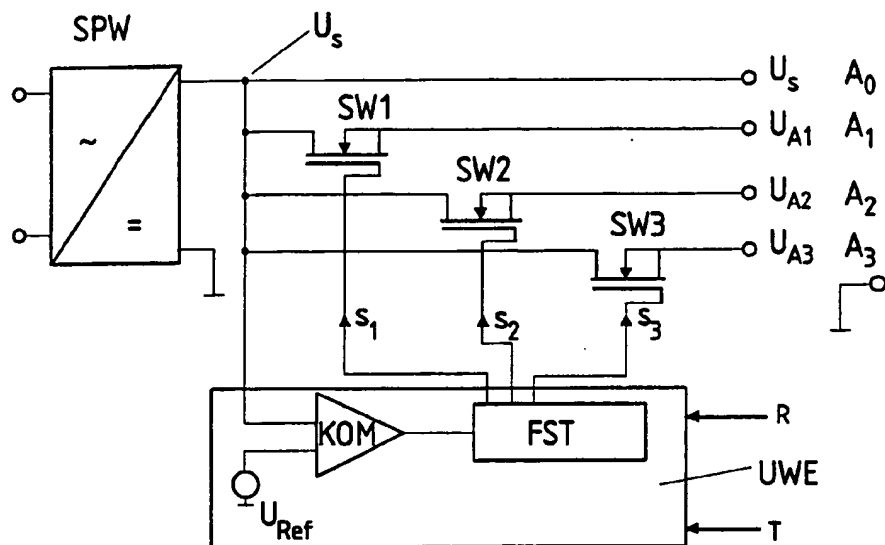 SPW
U_s
U_s A_0
SW1
U_A1 A_1
~
SW2
U_A2 A_2
=
SW3
U_A3 A_3
s_1
s_2
s_3
KOM
FST
R
UWE
U_Ref
T